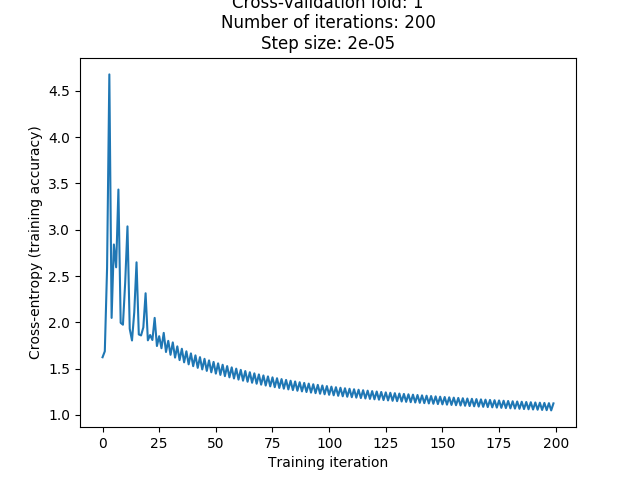 Cross-validation fold: 1
Number of iterations: 200
Step size: 2e-05
4.5
4.0
3.5
3.0
2.5
2.0
1.5
1.0
Cross-entropy (training accuracy)
0 25 50 75 100 125 150 175 200
Training iteration